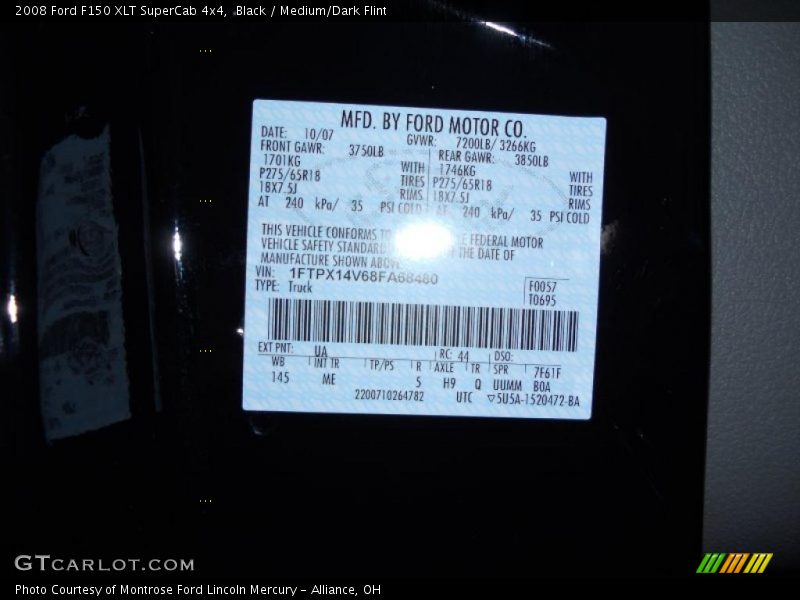 2008 Ford F150 XLT SuperCab 4x4, Black / Medium/Dark Flint
MFD. BY FORD MOTOR CO.
DATE: 10/07 GVWR: 7200LB/ 3266KG
FRONT GAWR: 3750LB REAR GAWR: 3850LB
1701KG WITH 1746KG WITH
P275/65R18 TIRES P275/65R18 TIRES
18X7.5J RIMS 18X7.5J RIMS
AT 240 kPa/ 35 PSI COLD AT 240 kPa/ 35 PSI COLD
THIS VEHICLE CONFORMS FEDERAL MOTOR
VEHICLE SAFETY THE DATE OF
MANUFACTURE SHOWN ABOVE
VIN: 1FTPX14V68FA68480 F0057
TYPE: Truck T0695
EXT PNT: UA RC: 44 DSO:
WB INT TR TP/PS R AXLE TR SPR 7F61F
145 ME 5 H9 Q UUMM BOA
2200710264782 UTC ▽5U5A-1520472-BA
GTCARLOT.COM
Photo Courtesy of Montrose Ford Lincoln Mercury - Alliance, OH